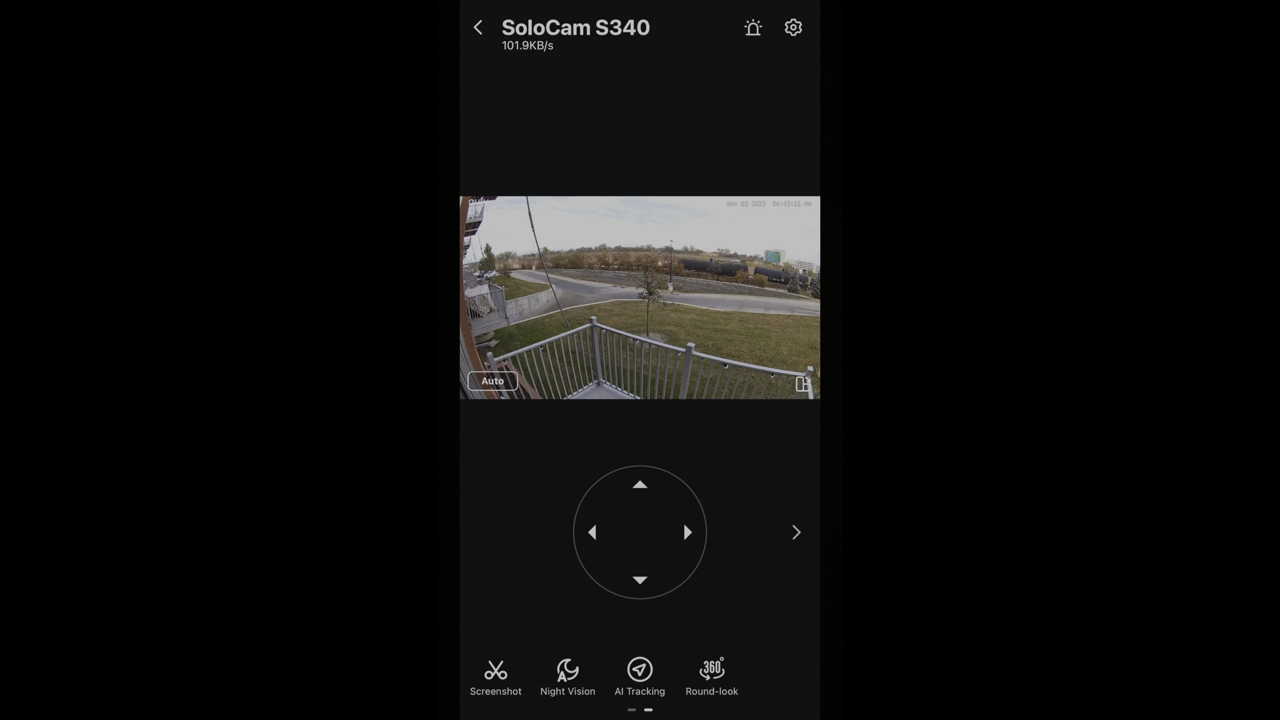 SoloCam S340
101.9KB/s
Auto
Screenshot
Night Vision
AI Tracking
360°
Round-look